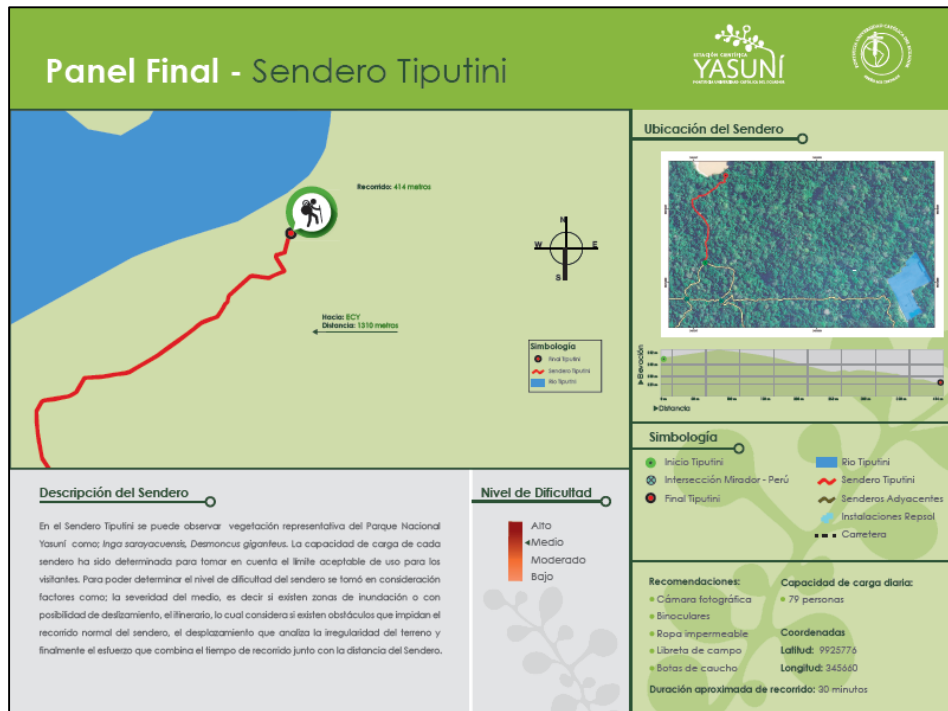 Panel Final - Sendero Tiputini
ESTACIÓN CIENTÍFICA
YASUNÍ
PONTIFICIA UNIVERSIDAD CATÓLICA DEL ECUADOR
Recorrido: 414 metros
N
W E
S
Hacia: ECY
Distancia: 1310 metros
Simbología
Final Tiputini
Sendero Tiputini
Río Tiputini
Ubicación del Sendero
Elevación
Distancia
Simbología
Inicio Tiputini
Intersección Mirador - Perú
Final Tiputini
Río Tiputini
Sendero Tiputini
Senderos Adyacentes
Instalaciones Repsol
Carretera
Descripción del Sendero
En el Sendero Tiputini se puede observar vegetación representativa del Parque Nacional
Yasuní como; Inga sarayacuensis, Desmoncus giganteus. La capacidad de carga de cada
sendero ha sido determinada para tomar en cuenta el límite aceptable de uso para los
visitantes. Para poder determinar el nivel de dificultad del sendero se tomó en consideración
factores como; la severidad del medio, es decir si existen zonas de inundación o con
posibilidad de deslizamiento, el itinerario, lo cual considera si existen obstáculos que impidan el
recorrido normal del sendero, el desplazamiento que analiza la irregularidad del terreno y
finalmente el esfuerzo que combina el tiempo de recorrido junto con la distancia del Sendero.
Nivel de Dificultad
Alto
Medio
Moderado
Bajo
Recomendaciones:
Cámara fotográfica
Binoculares
Ropa impermeable
Libreta de campo
Botas de caucho
Capacidad de carga diaria:
79 personas
Coordenadas
Latitud: 9925776
Longitud: 345660
Duración aproximada de recorrido: 30 minutos